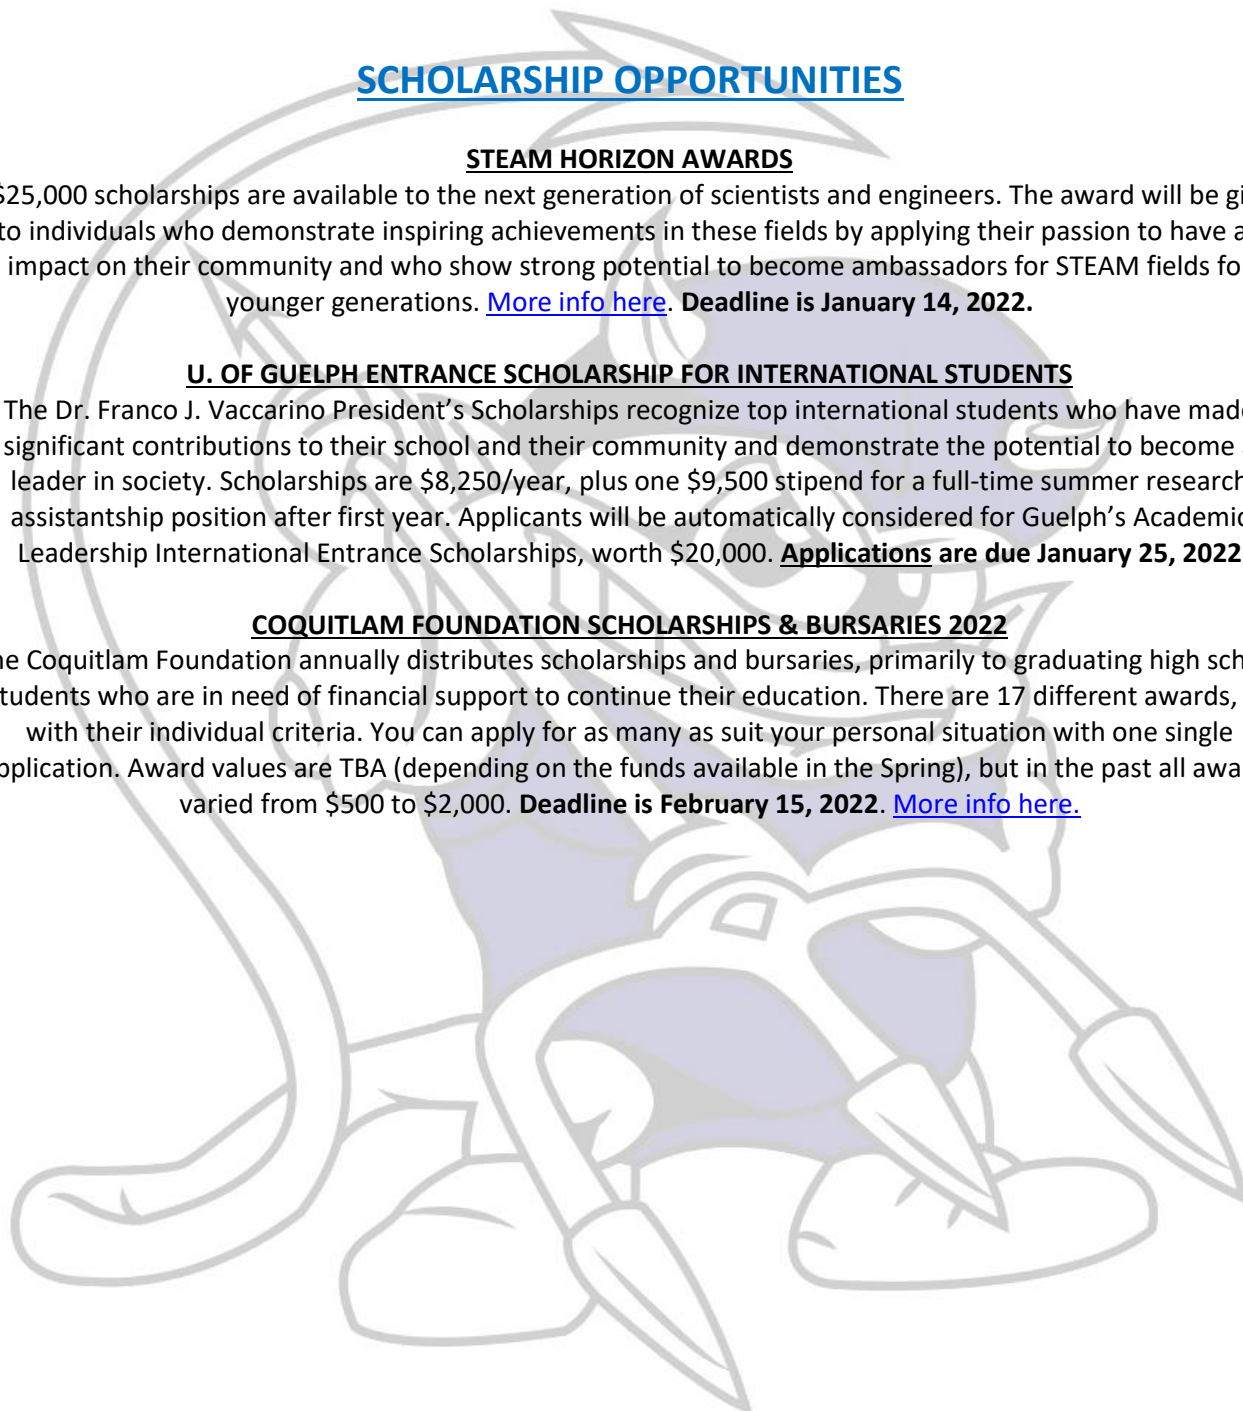 SCHOLARSHIP OPPORTUNITIES
STEAM HORIZON AWARDS
$25,000 scholarships are available to the next generation of scientists and engineers. The award will be gi
to individuals who demonstrate inspiring achievements in these fields by applying their passion to have a
impact on their community and who show strong potential to become ambassadors for STEAM fields fo
younger generations. More info here. Deadline is January 14, 2022.
U. OF GUELPH ENTRANCE SCHOLARSHIP FOR INTERNATIONAL STUDENTS
The Dr. Franco J. Vaccarino President’s Scholarships recognize top international students who have made
significant contributions to their school and their community and demonstrate the potential to become
leader in society. Scholarships are $8,250/year, plus one $9,500 stipend for a full-time summer research
assistantship position after first year. Applicants will be automatically considered for Guelph’s Academic
Leadership International Entrance Scholarships, worth $20,000. Applications are due January 25, 2022
COQUITLAM FOUNDATION SCHOLARSHIPS & BURSARIES 2022
he Coquitlam Foundation annually distributes scholarships and bursaries, primarily to graduating high sch
tudents who are in need of financial support to continue their education. There are 17 different awards,
with their individual criteria. You can apply for as many as suit your personal situation with one single
pplication. Award values are TBA (depending on the funds available in the Spring), but in the past all awa
varied from $500 to $2,000. Deadline is February 15, 2022. More info here.